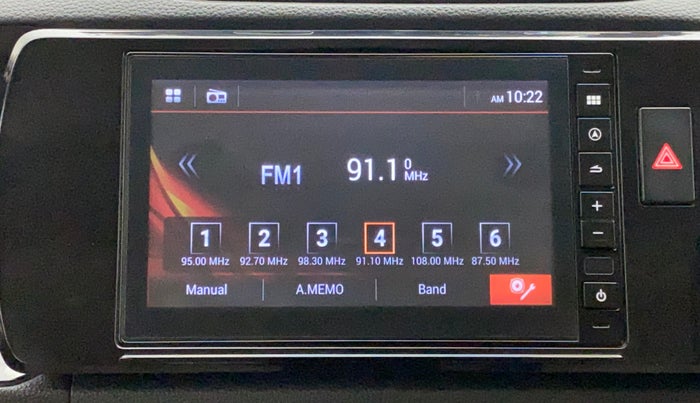 AM 10:22
FM1 91.10 MHz
1 2 3 4 5 6
95.00 MHz 92.70 MHz 98.30 MHz 91.10 MHz 108.00 MHz 87.50 MHz
Manual A.MEMO Band